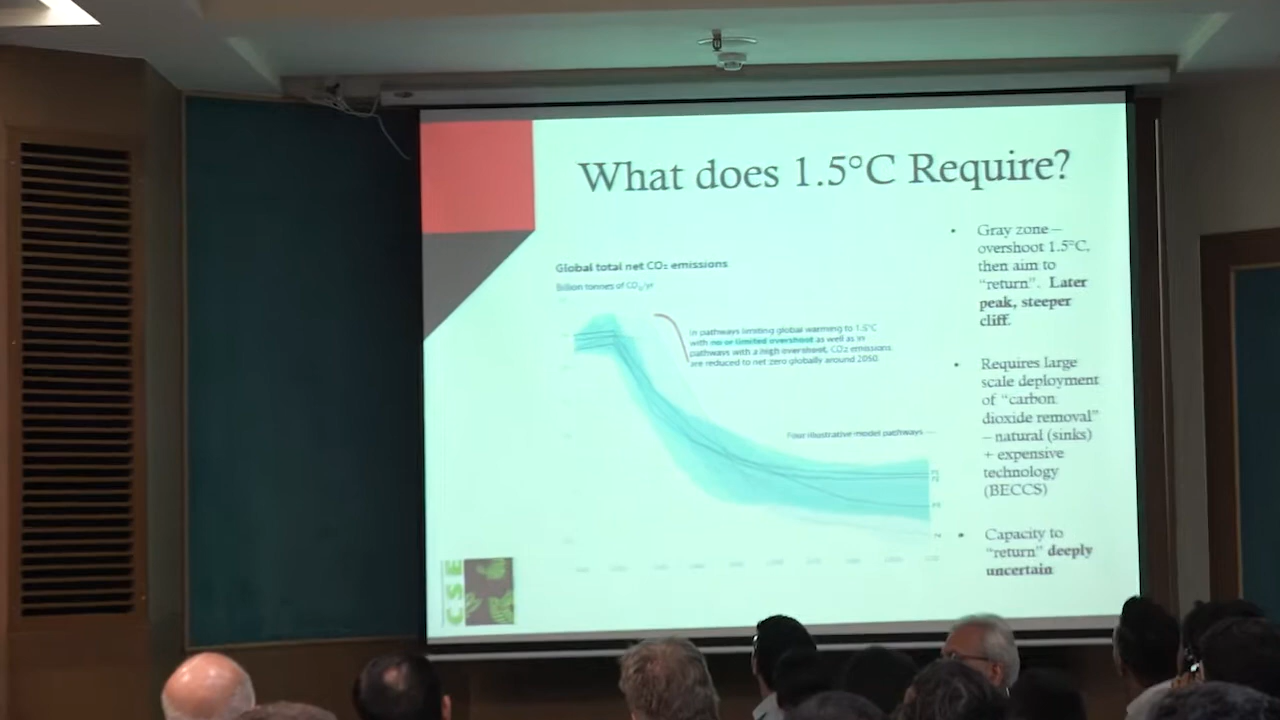 What does 1.5°C Require?
Global total net CO₂ emissions
Billion tonnes of CO₂/yr
In pathways limiting global warming to 1.5°C
with no or limited overshoot as well as in
pathways with a high overshoot, CO2 emissions
are reduced to net zero globally around 2050.
Four illustrative model pathways
• Gray zone –
overshoot 1.5°C,
then aim to
"return". Later
peak, steeper
cliff.
• Requires large
scale deployment
of "carbon
dioxide removal"
– natural (sinks)
+ expensive
technology
(BECCS)
• Capacity to
"return" deeply
uncertain
CSE